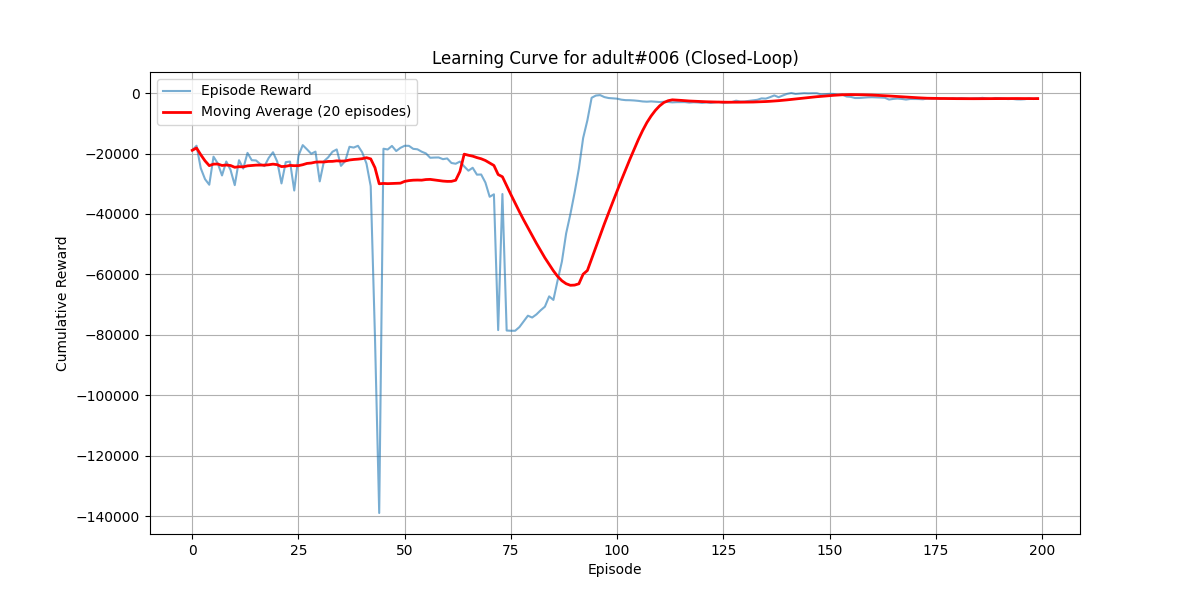 Learning Curve for adult#006 (Closed-Loop)
Episode Reward
Moving Average (20 episodes)
0
−20000
−40000
−60000
−80000
−100000
−120000
−140000
Cumulative Reward
0 25 50 75 100 125 150 175 200
Episode